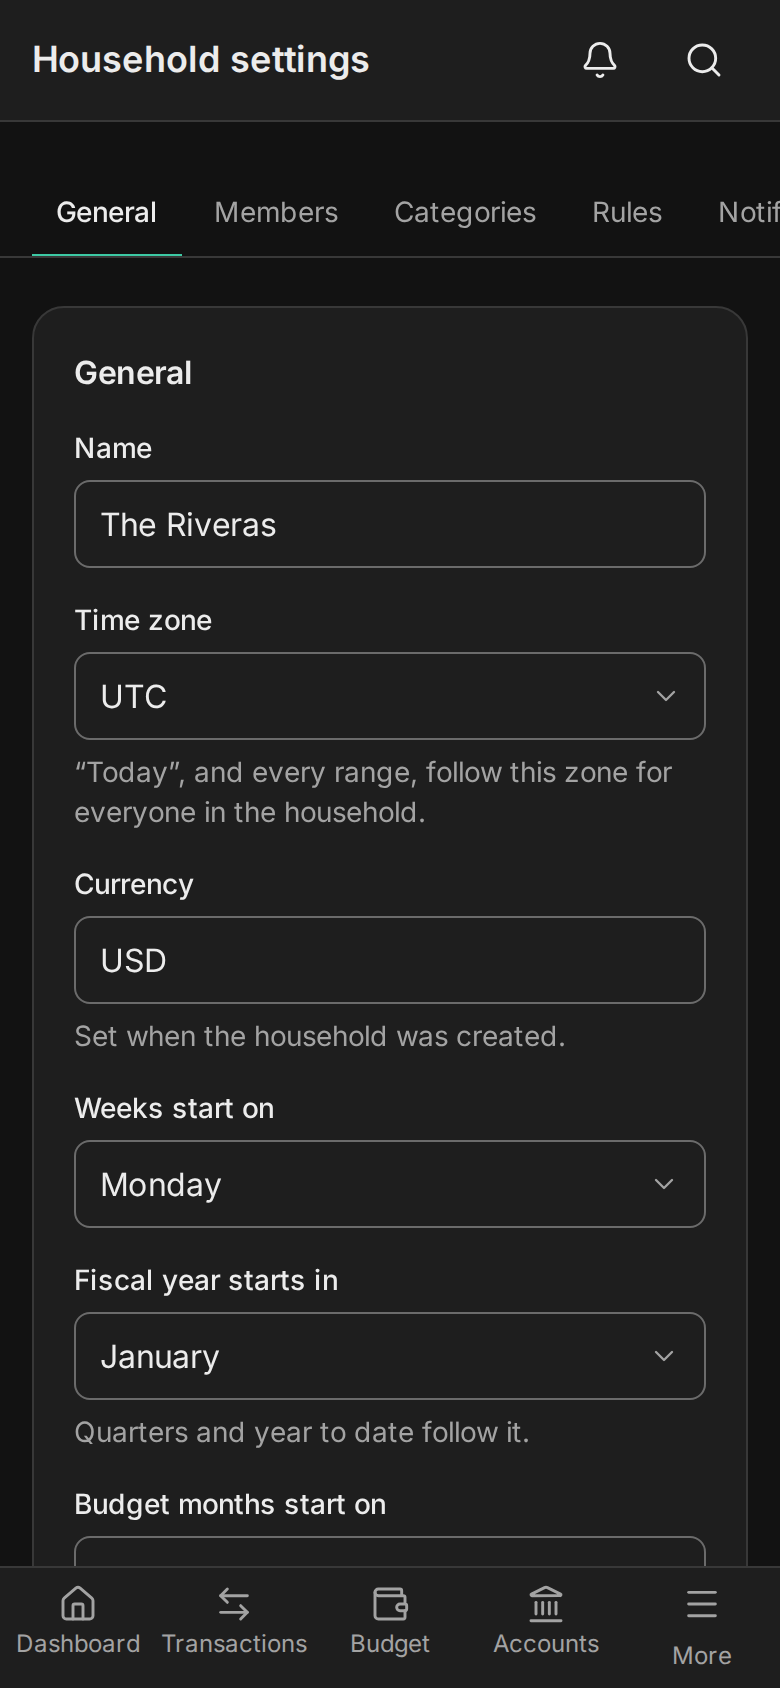 Household settings
General Members Categories Rules Notif
General
Name
The Riveras
Time zone
UTC
“Today”, and every range, follow this zone for
everyone in the household.
Currency
USD
Set when the household was created.
Weeks start on
Monday
Fiscal year starts in
January
Quarters and year to date follow it.
Budget months start on
Dashboard Transactions Budget Accounts More